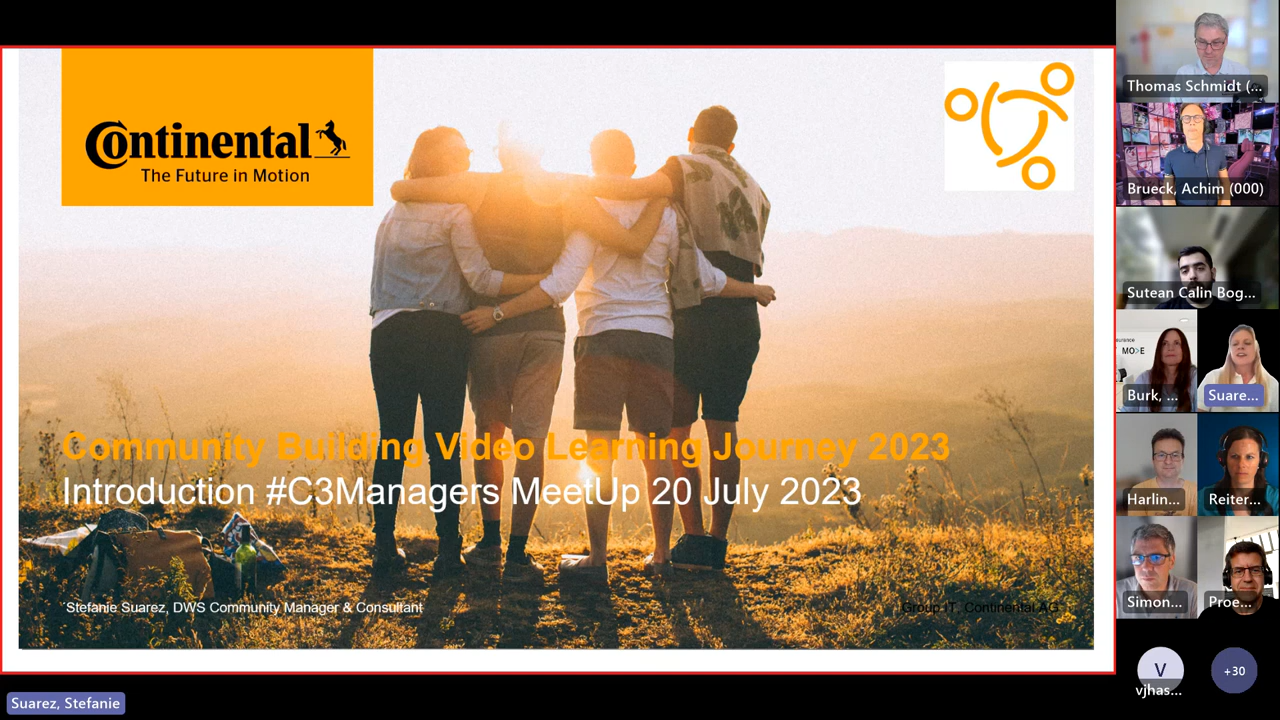 Continental
The Future in Motion
Community Building Video Learning Journey 2023
Introduction #C3Managers MeetUp 20 July 2023
Stefanie Suarez, DWS Community Manager & Consultant
Group IT, Continental AG
Suarez, Stefanie
Thomas Schmidt (...
Brueck, Achim (000)
Sutean Calin Bog...
MO>E
Burk, ...
Suare...
Harlin...
Reiter...
Simon...
Proe...
V
vjhas...
+30